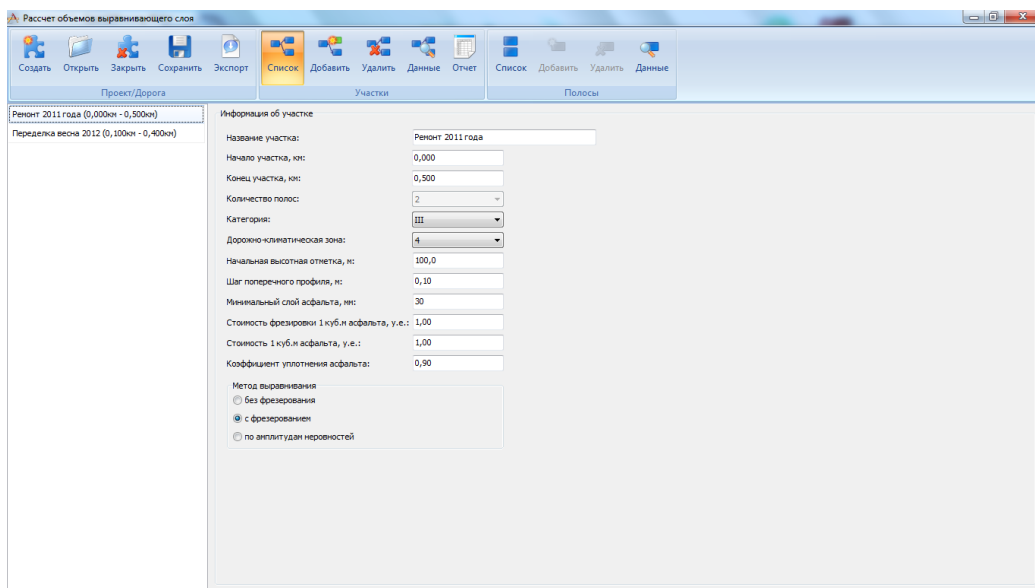 Рассчет объемов выравнивающего слоя
Создать Открыть Закрыть Сохранить Экспорт Список Добавить Удалить Данные Отчет Список Добавить Удалить Данные
Проект/Дорога Участки Полосы
Ремонт 2011 года (0,000км - 0,500км)
Переделка весна 2012 (0,100км - 0,400км)
Информация об участке
Название участка: Ремонт 2011 года
Начало участка, км: 0,000
Конец участка, км: 0,500
Количество полос: 2
Категория: III
Дорожно-климатическая зона: 4
Начальная высотная отметка, м: 100,0
Шаг поперечного профиля, м: 0,10
Минимальный слой асфальта, мм: 30
Стоимость фрезировки 1 куб.м асфальта, у.е.: 1,00
Стоимость 1 куб.м асфальта, у.е.: 1,00
Коэффициент уплотнения асфальта: 0,90
Метод выравнивания
без фрезерования
с фрезерованием
по амплитудам неровностей